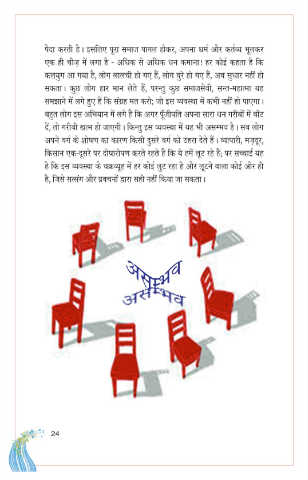 पैदा करती है। इसलिए पूरा समाज पागल होकर, अपना धर्म और कर्तव्य भूलकर
एक ही चीज़ में लगा है - अधिक से अधिक धन कमाना! हर कोई कहता है कि
कलयुग आ गया है, लोग लालची हो गए हैं, लोग बुरे हो गए हैं, अब सुधार नहीं हो
सकता। कुछ लोग हार मान लेते हैं, परन्तु कुछ समाजसेवी, सन्त-महात्मा यह
समझाने में लगे हुए हैं कि संग्रह मत करो; जो इस व्यवस्था में कभी नहीं हो पाएगा।
बहुत लोग इस अभियान में लगे हैं कि अगर पूँजीपति अपना सारा धन गरीबों में बाँट
दें, तो गरीबी खत्म हो जाएगी। किन्तु इस व्यवस्था में यह भी असम्भव है। सब लोग
अपने वर्ग के शोषण का कारण किसी दूसरे वर्ग को ठहरा देते हैं। व्यापारी, मज़दूर,
किसान एक-दूसरे पर दोषारोपण करते रहते हैं कि ये हमें लूट रहे हैं; पर सच्चाई यह
है कि इस व्यवस्था के चक्रव्यूह में हर कोई लुट रहा है और लूटने वाला कोई और ही
है, जिसे सत्संग और प्रवचनों द्वारा सही नहीं किया जा सकता।
असम्भव
असम्भव
24